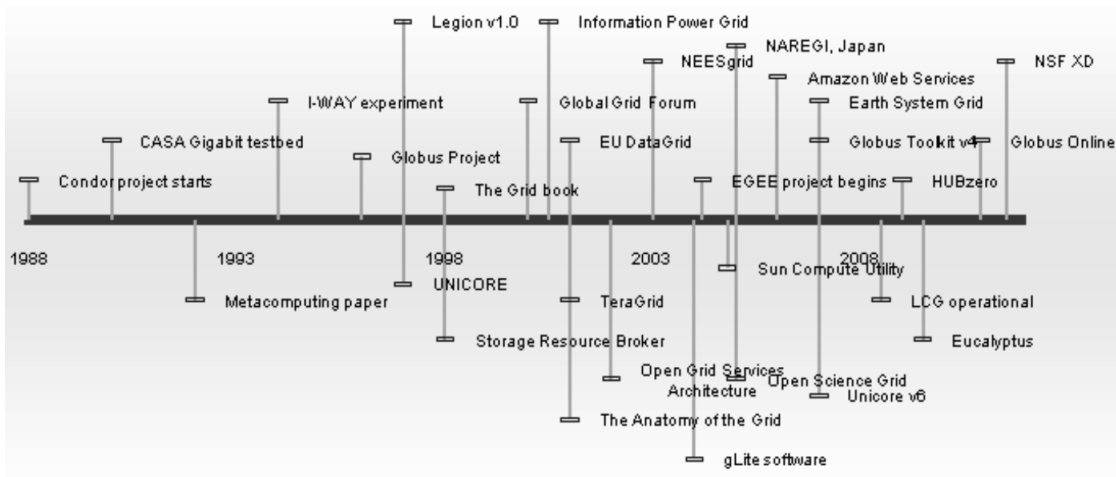 Legion v1.0
Information Power Grid
NAREGI, Japan
NEESgrid
NSF XD
Amazon Web Services
I-WAY experiment
Global Grid Forum
Earth System Grid
CASA Gigabit testbed
EU DataGrid
Globus Toolkit v4
Globus Online
Globus Project
Condor project starts
The Grid book
EGEE project begins
HUBzero
1988
1993
1998
2003
2008
Sun Compute Utility
UNICORE
Metacomputing paper
TeraGrid
LCG operational
Storage Resource Broker
Eucalyptus
Open Grid Services
Architecture
Open Science Grid
Unicore v6
The Anatomy of the Grid
gLite software